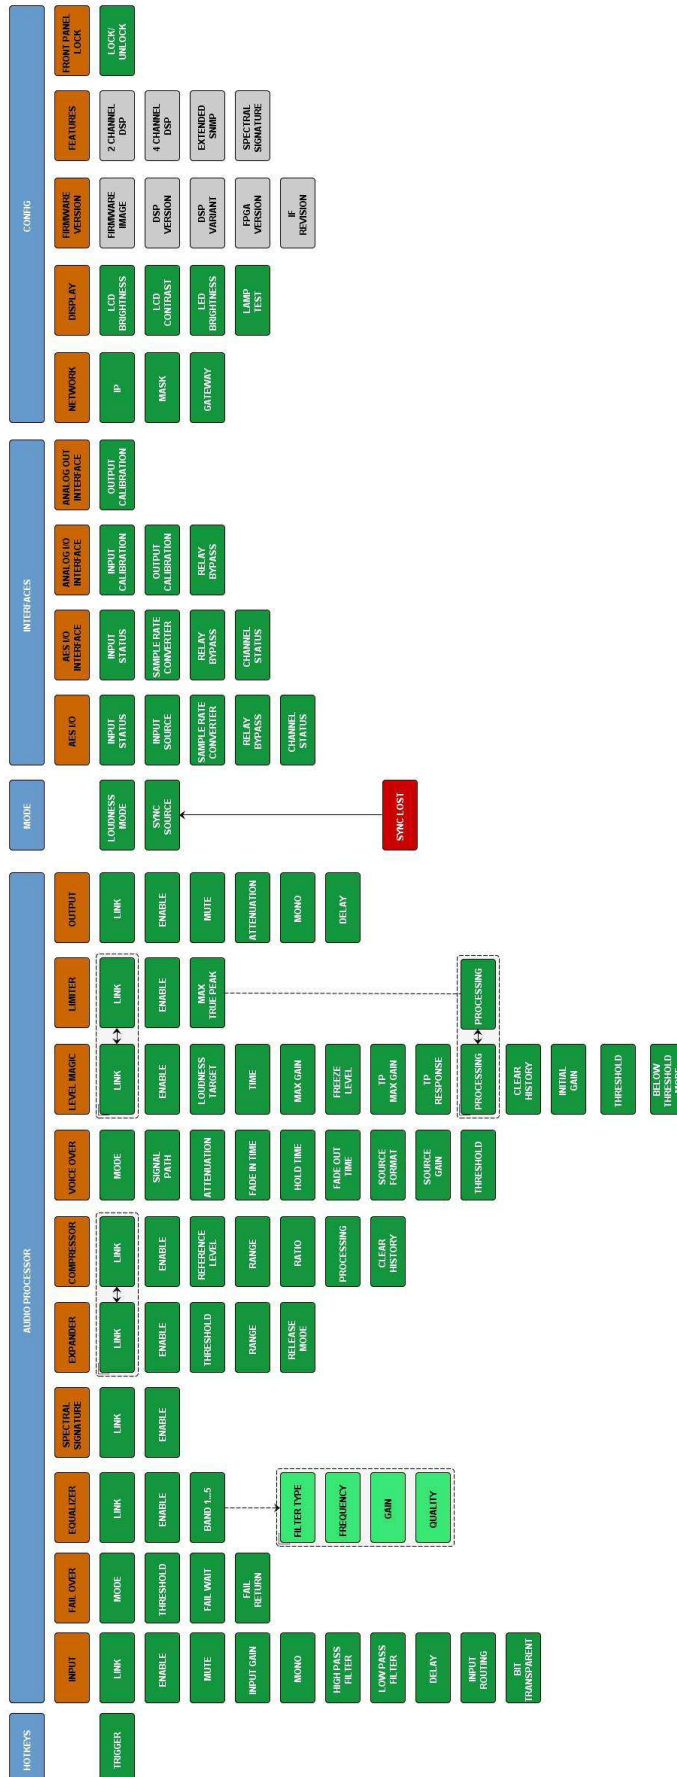 HOTKEYS
TRIGGER
AUDIO PROCESSOR
INPUT
LINK
ENABLE
MUTE
INPUT GAIN
MONO
HIGH PASS
FILTER
LOW PASS
FILTER
DELAY
INPUT
ROUTING
BIT
TRANSPARENT
FAIL OVER
MODE
THRESHOLD
FAIL WAIT
FAIL
RETURN
EQUALIZER
LINK
ENABLE
BAND 1...5
FILTER TYPE
FREQUENCY
GAIN
QUALITY
SPECTRAL
SIGNATURE
LINK
ENABLE
EXPANDER
LINK
ENABLE
THRESHOLD
RANGE
RELEASE
MODE
COMPRESSOR
LINK
ENABLE
REFERENCE
LEVEL
RANGE
RATIO
PROCESSING
CLEAR
HISTORY
VOICE OVER
MODE
SIGNAL
PATH
ATTENUATION
FADE IN TIME
HOLD TIME
FADE OUT
TIME
SOURCE
FORMAT
SOURCE
GAIN
THRESHOLD
LEVEL MAGIC
LINK
ENABLE
LOUDNESS
TARGET
TIME
MAX GAIN
FREEZE
LEVEL
TP
MAX GAIN
TP
RESPONSE
PROCESSING
CLEAR
HISTORY
INITIAL
GAIN
THRESHOLD
BELOW
THRESHOLD
MODE
LIMITER
LINK
ENABLE
MAX
TRUE PEAK
PROCESSING
OUTPUT
LINK
ENABLE
MUTE
ATTENUATION
MONO
DELAY
MODE
LOUDNESS
MODE
SYNC
SOURCE
SYNC LOST
INTERFACES
AES I/O
INPUT
STATUS
INPUT
SOURCE
SAMPLE RATE
CONVERTER
RELAY
BYPASS
CHANNEL
STATUS
AES I/O
INTERFACE
INPUT
STATUS
SAMPLE RATE
CONVERTER
RELAY
BYPASS
CHANNEL
STATUS
ANALOG I/O
INTERFACE
INPUT
CALIBRATION
OUTPUT
CALIBRATION
RELAY
BYPASS
ANALOG OUT
INTERFACE
OUTPUT
CALIBRATION
CONFIG
NETWORK
IP
MASK
GATEWAY
DISPLAY
LCD
BRIGHTNESS
LCD
CONTRAST
LED
BRIGHTNESS
LAMP
TEST
FIRMWARE
VERSION
FIRMWARE
IMAGE
DSP
VERSION
DSP
VARIANT
FPGA
VERSION
IF
REVISION
FEATURES
2 CHANNEL
DSP
4 CHANNEL
DSP
EXTENDED
SNMP
SPECTRAL
SIGNATURE
FRONT PANEL
LOCK
LOCK/
UNLOCK